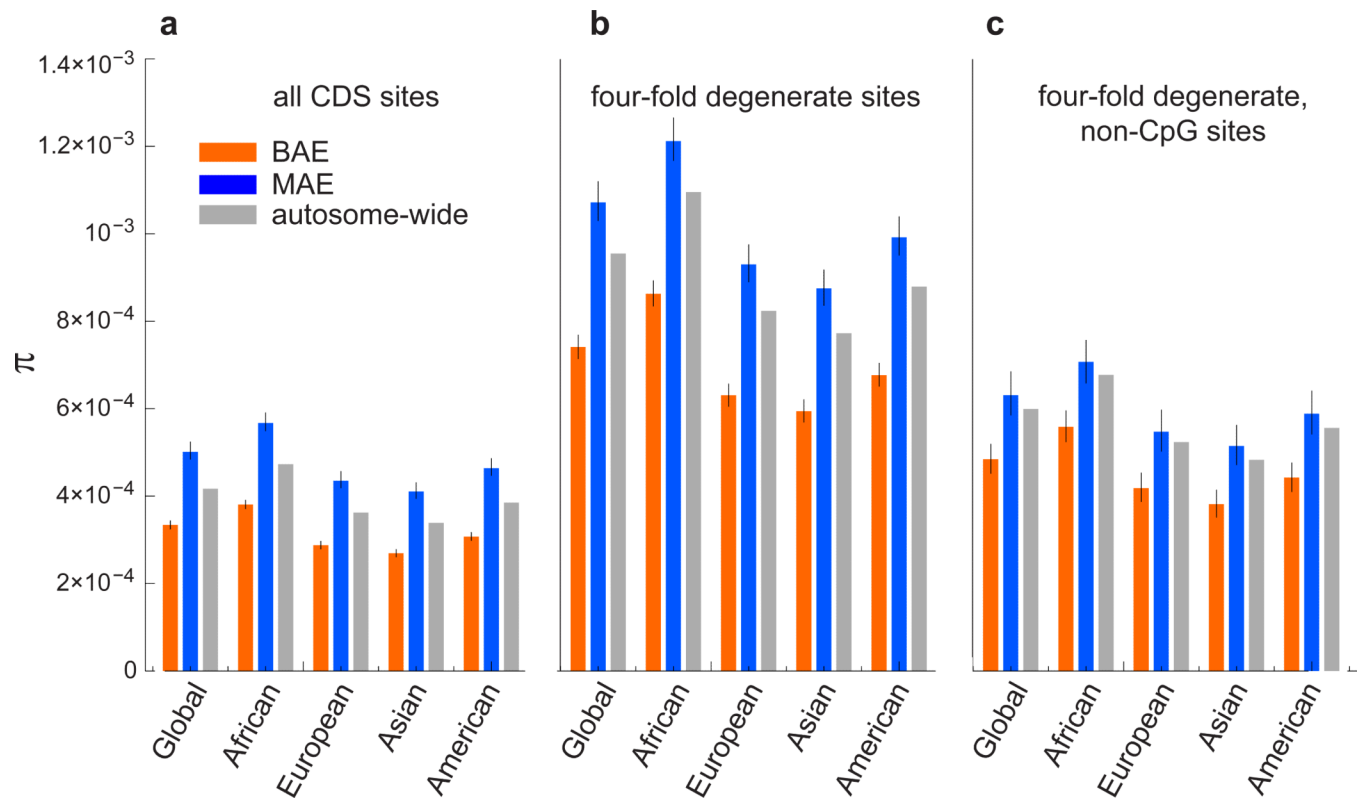 a
b
c
1.4×10⁻³
1.2×10⁻³
10⁻³
8×10⁻⁴
6×10⁻⁴
4×10⁻⁴
2×10⁻⁴
0
π
all CDS sites
BAE
MAE
autosome-wide
four-fold degenerate sites
four-fold degenerate,
non-CpG sites
Global
African
European
Asian
American
Global
African
European
Asian
American
Global
African
European
Asian
American